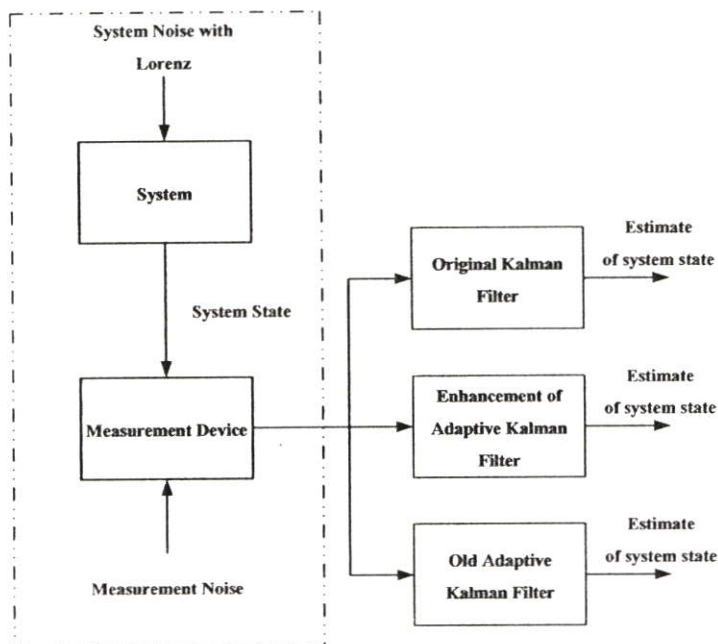 System Noise with
Lorenz
System
System State
Measurement Device
Measurement Noise
Original Kalman
Filter
Estimate
of system state
Enhancement of
Adaptive Kalman
Filter
Estimate
of system state
Old Adaptive
Kalman Filter
Estimate
of system state